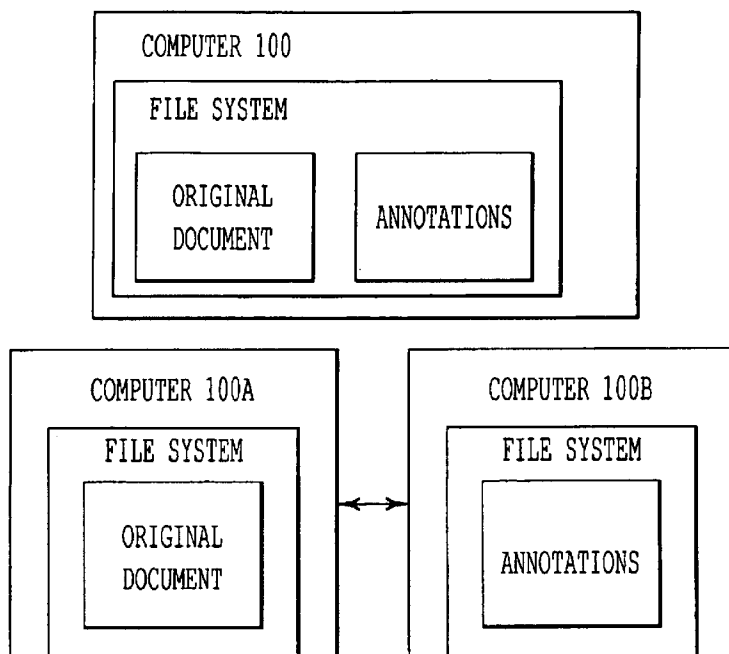 COMPUTER 100
FILE SYSTEM
ORIGINAL
DOCUMENT
ANNOTATIONS
COMPUTER 100A
FILE SYSTEM
ORIGINAL
DOCUMENT
COMPUTER 100B
FILE SYSTEM
ANNOTATIONS